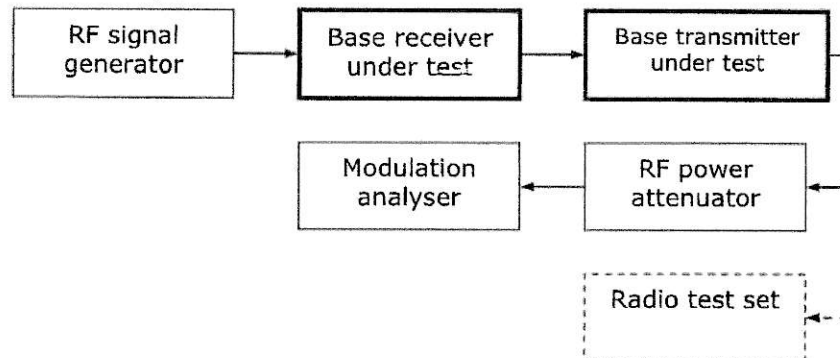 RF signal
generator
Base receiver
under test
Base transmitter
under test
Modulation
analyser
RF power
attenuator
Radio test set